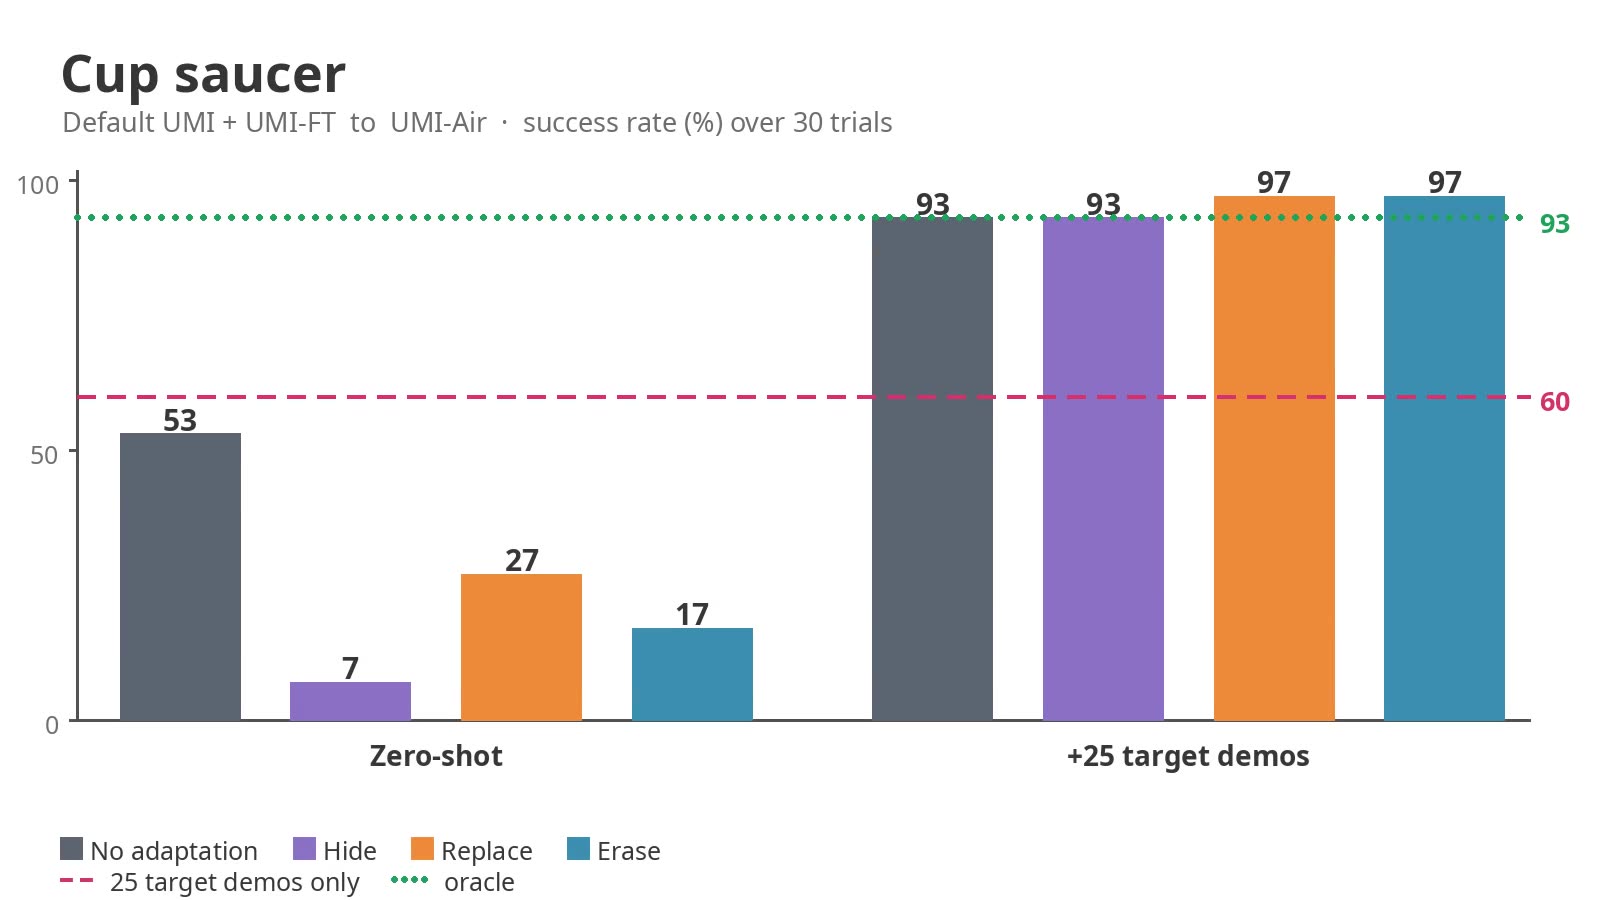 Cup saucer
Default UMI + UMI-FT to UMI-Air · success rate (%) over 30 trials
100
93 93 97 97
93
60
53
50
27
17
7
0
Zero-shot +25 target demos
No adaptation Hide Replace Erase
25 target demos only oracle